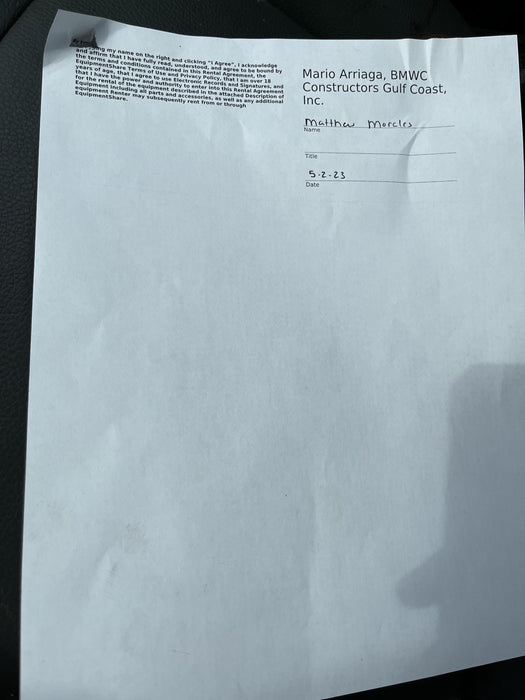 my name on the right and clicking "I Agree", I acknowledge
and affirm that I have fully read, understood, and agree to be bound by
the terms and conditions contained in this Rental Agreement, the
EquipmentShare Terms of Use and Privacy Policy, that I am over 18
years of age, that I agree to use Electronic Records and Signatures, and
that I have the power and authority to enter into this Rental Agreement
for the rental of the equipment described in the attached Description of
equipment including all parts and accessories, as well as any additional
Equipment Renter may subsequently rent from or through
EquipmentShare.
Mario Arriaga, BMWC
Constructors Gulf Coast,
Inc.
Matthew Morales
Name
Title
5-2-23
Date